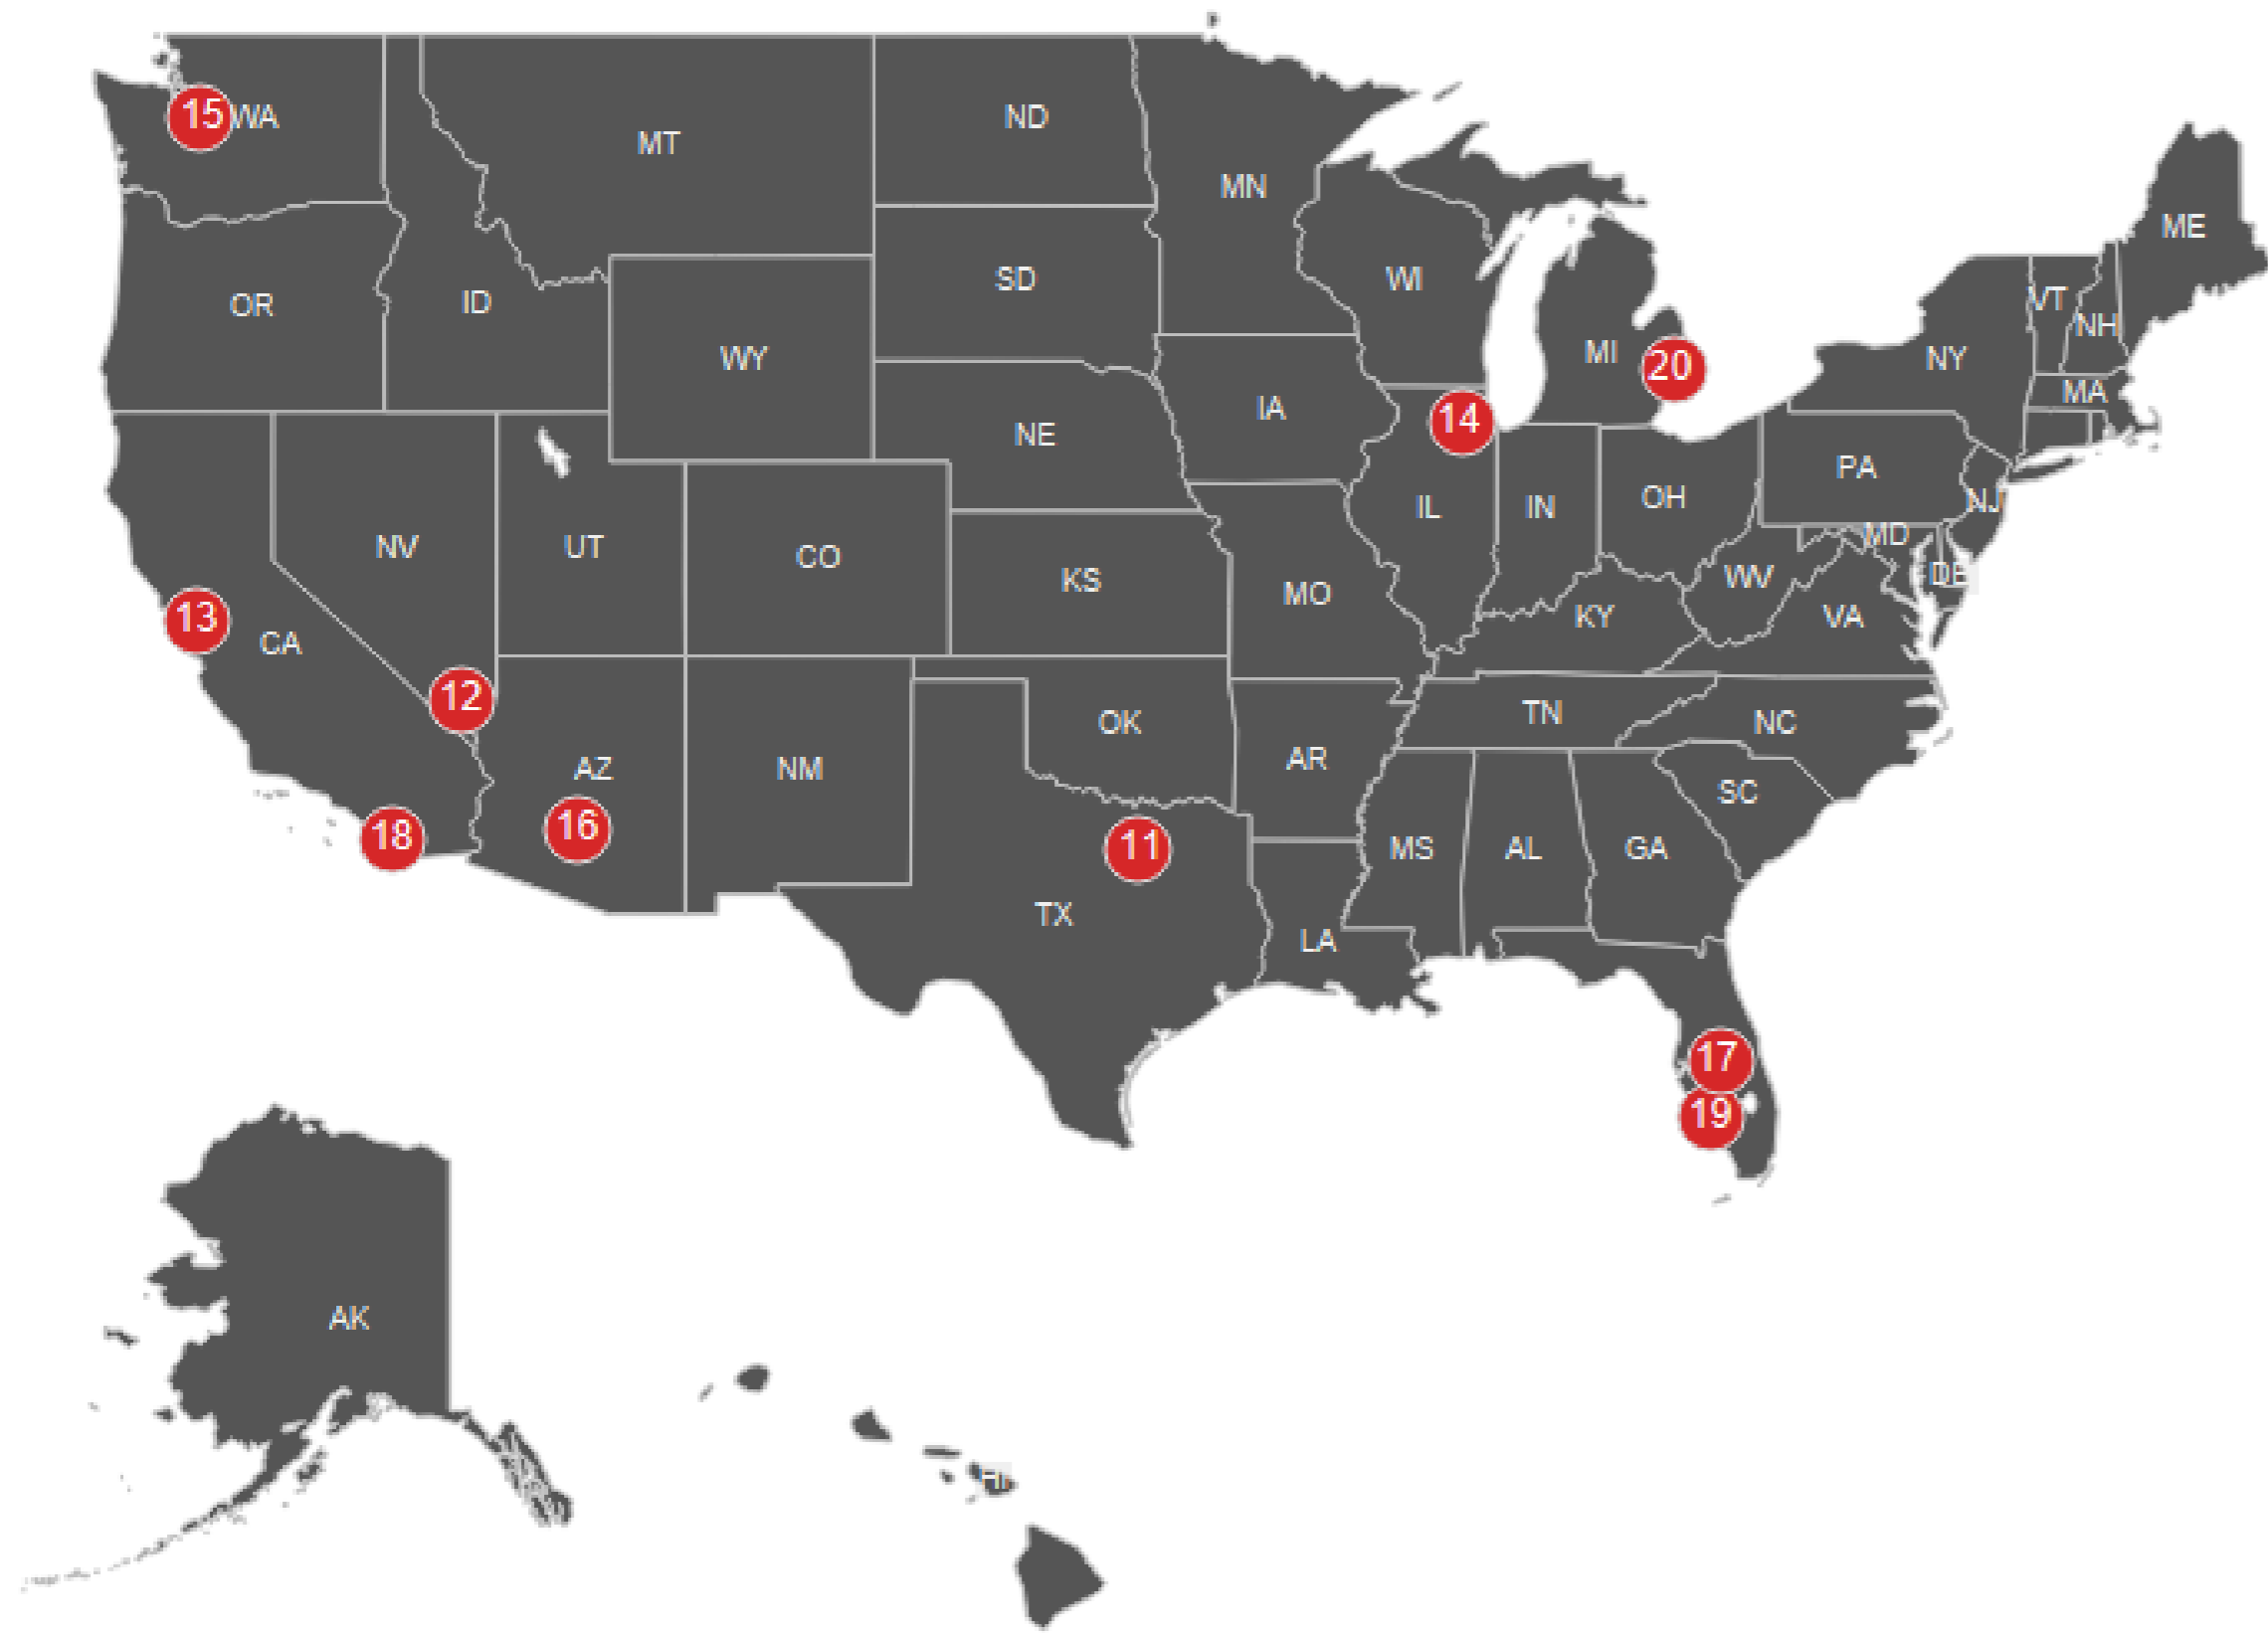 WA
15
MT
ND
MN
ME
OR
ID
SD
WI
VT
NH
WY
MI
20
NY
MA
IA
NE
14
PA
NV
UT
CO
IL
IN
OH
NJ
MD
KS
MO
WV
DE
13
CA
KY
VA
12
OK
TN
NC
AZ
NM
AR
SC
18
16
11
MS
AL
GA
TX
LA
17
19
AK
HI